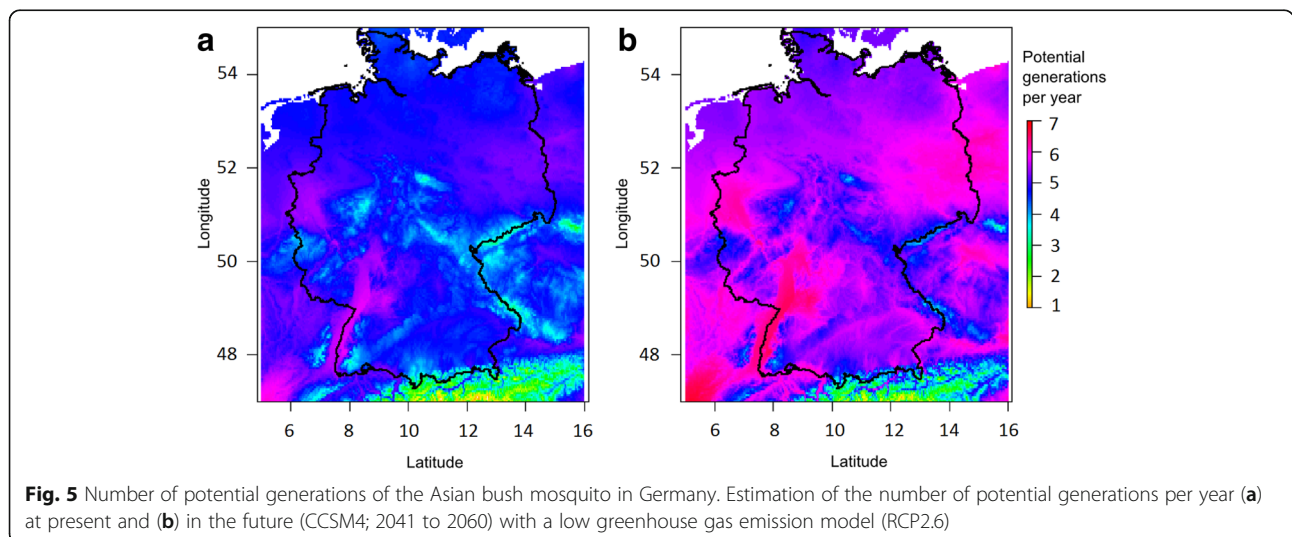 a
b
Potential
generations
per year
54
52
50
48
Longitude
6
8
10
12
14
16
Latitude
54
52
50
48
Longitude
6
8
10
12
14
16
Latitude
7
6
5
4
3
2
1
Fig. 5 Number of potential generations of the Asian bush mosquito in Germany. Estimation of the number of potential generations per year (a)
at present and (b) in the future (CCSM4; 2041 to 2060) with a low greenhouse gas emission model (RCP2.6)